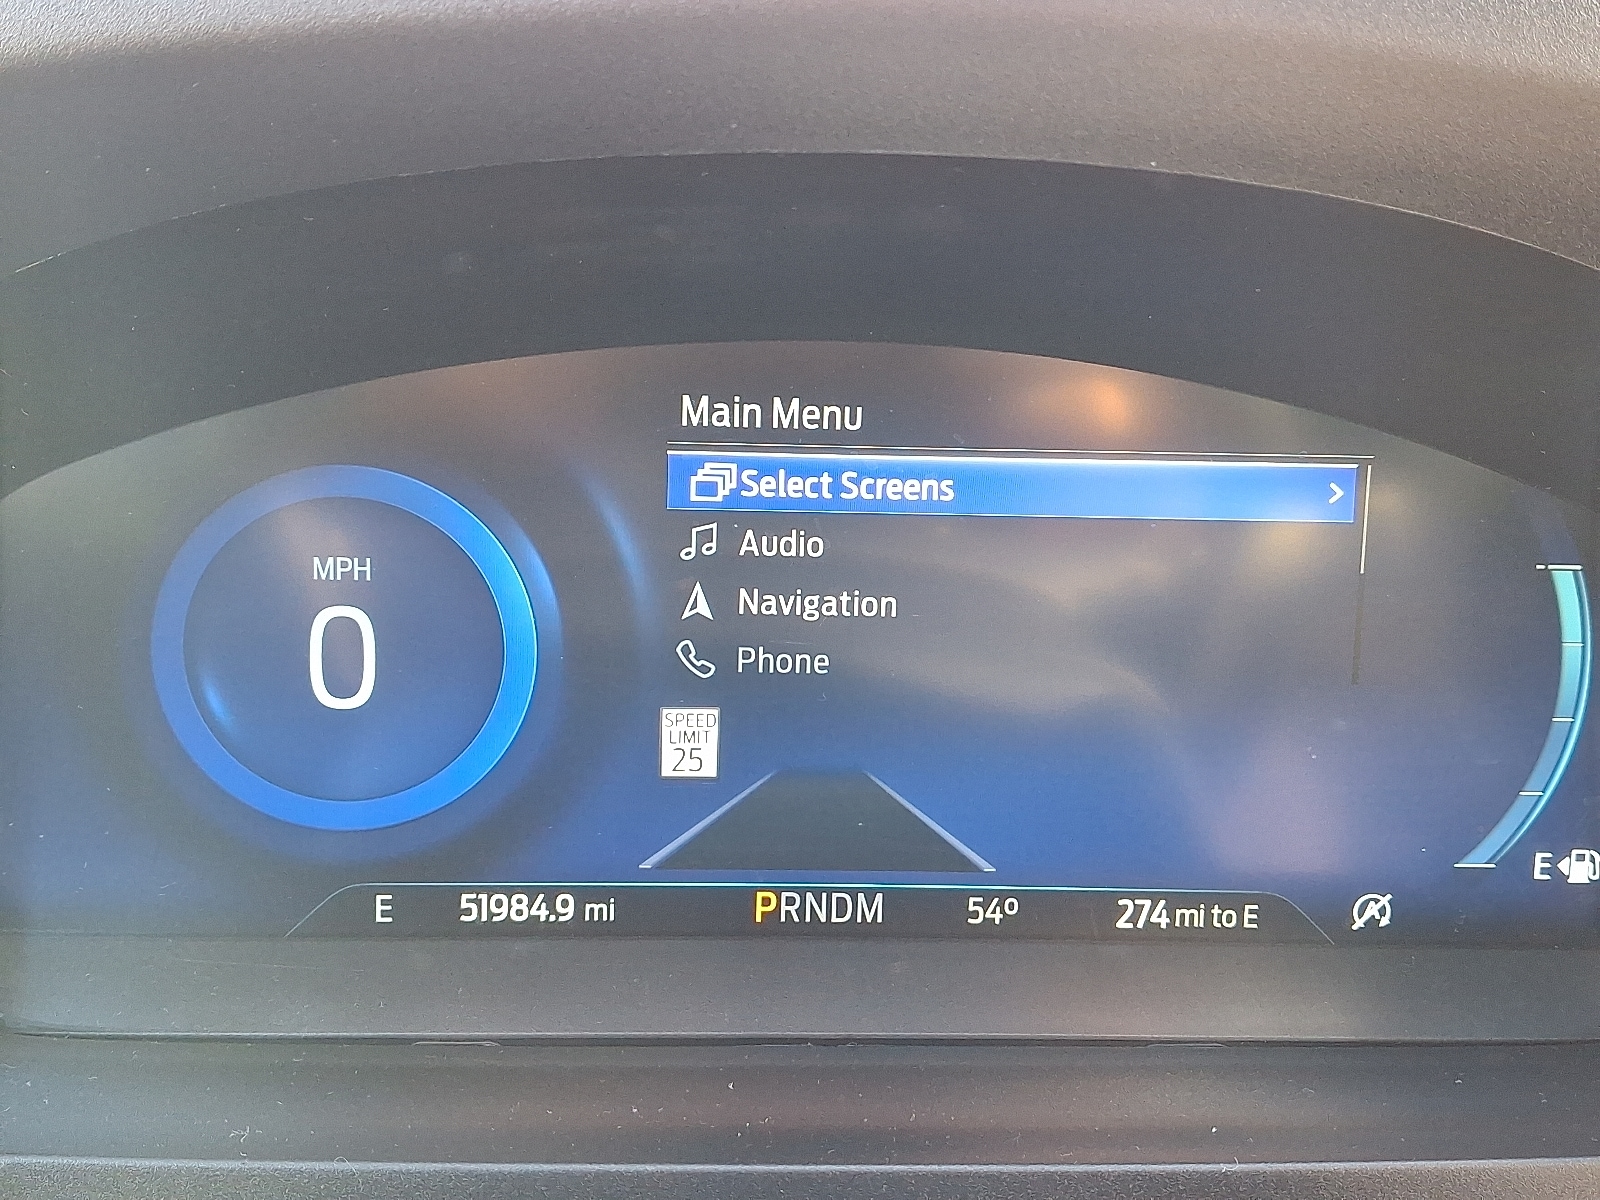 Main Menu
Select Screens
Audio
Navigation
Phone
MPH
0
SPEED
LIMIT
25
E
E 51984.9 mi PRNDM 54º 274 mi to E